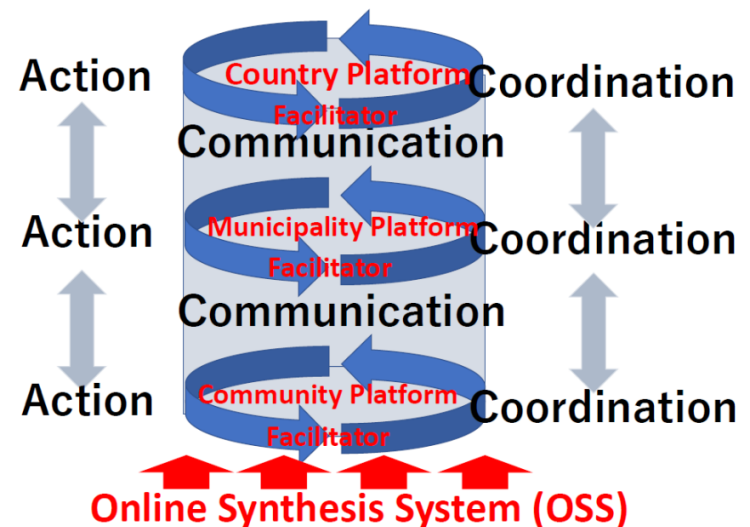 Action
Country Platform
Facilitator
Coordination
Communication
Action
Municipality Platform
Facilitator
Coordination
Communication
Action
Community Platform
Facilitator
Coordination
Online Synthesis System (OSS)